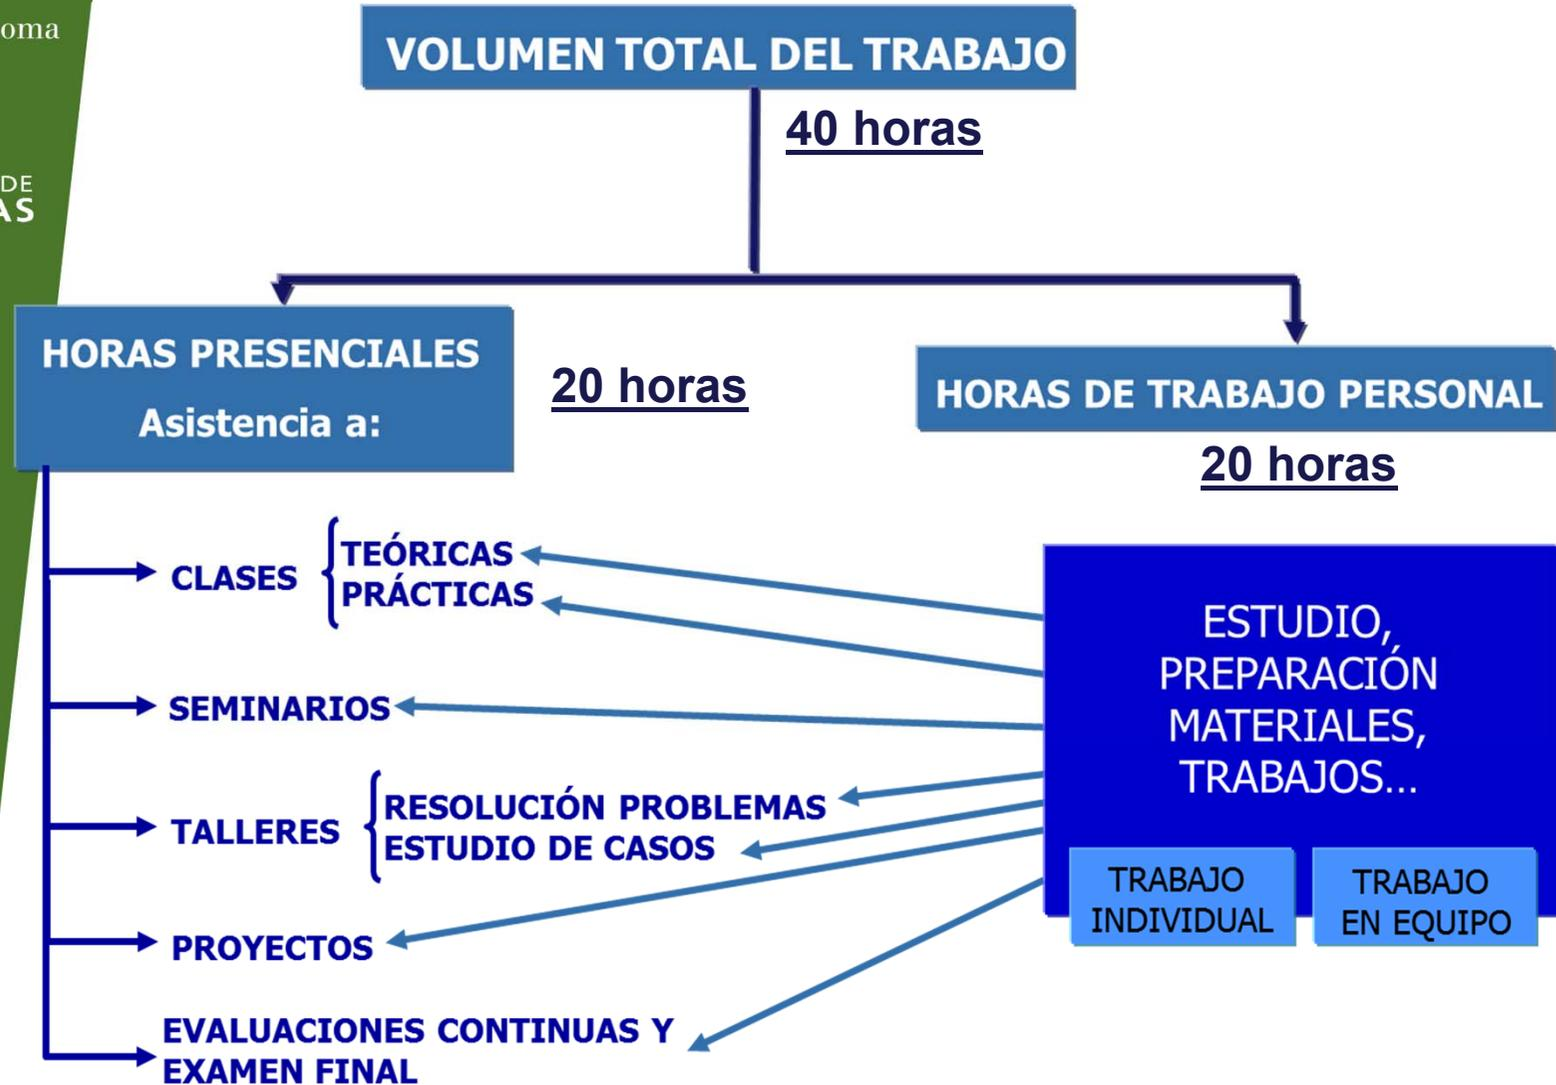 oma
DE
AS
VOLUMEN TOTAL DEL TRABAJO
40 horas
HORAS PRESENCIALES
Asistencia a:
20 horas
HORAS DE TRABAJO PERSONAL
20 horas
CLASES
TEÓRICAS
PRÁCTICAS
SEMINARIOS
TALLERES
RESOLUCIÓN PROBLEMAS
ESTUDIO DE CASOS
PROYECTOS
EVALUACIONES CONTINUAS Y
EXAMEN FINAL
ESTUDIO,
PREPARACIÓN
MATERIALES,
TRABAJOS...
TRABAJO
INDIVIDUAL
TRABAJO
EN EQUIPO